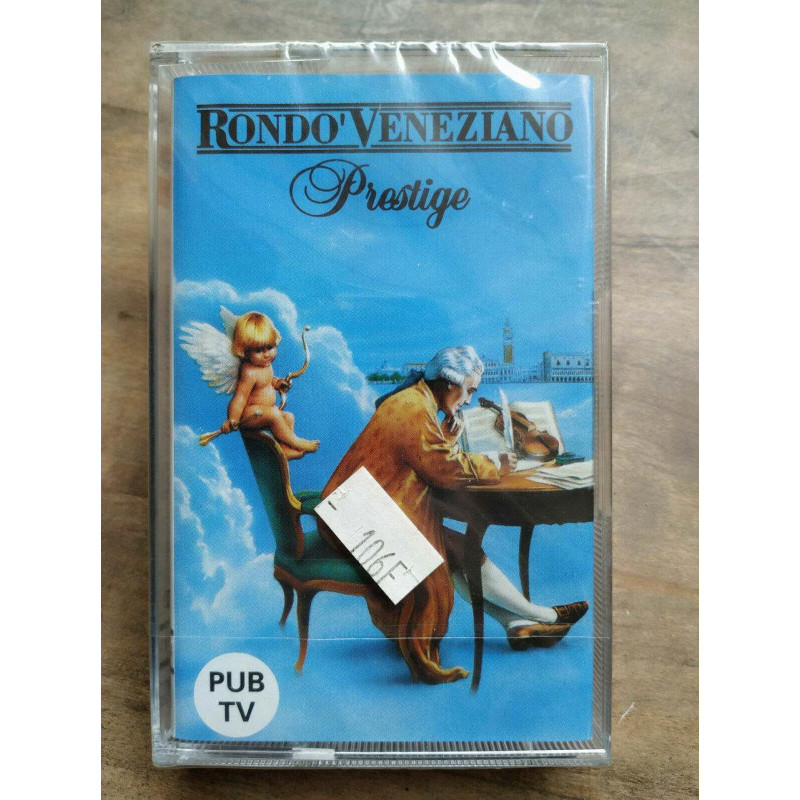 RONDO' VENEZIANO
Prestige
106F
PUB
TV